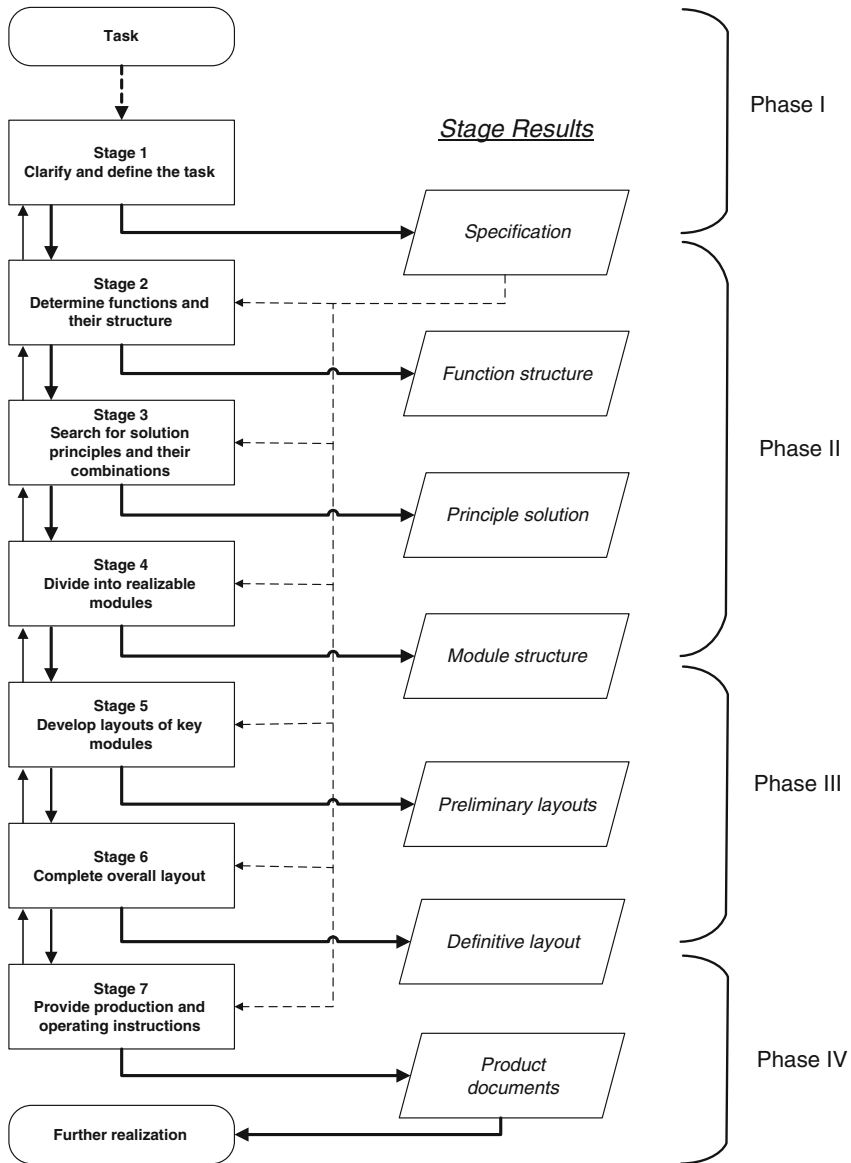 Task
Stage 1
Clarify and define the task
Stage Results
Phase I
Specification
Stage 2
Determine functions and
their structure
Function structure
Stage 3
Search for solution
principles and their
combinations
Phase II
Principle solution
Stage 4
Divide into realizable
modules
Module structure
Stage 5
Develop layouts of key
modules
Phase III
Preliminary layouts
Stage 6
Complete overall layout
Definitive layout
Stage 7
Provide production and
operating instructions
Phase IV
Product
documents
Further realization